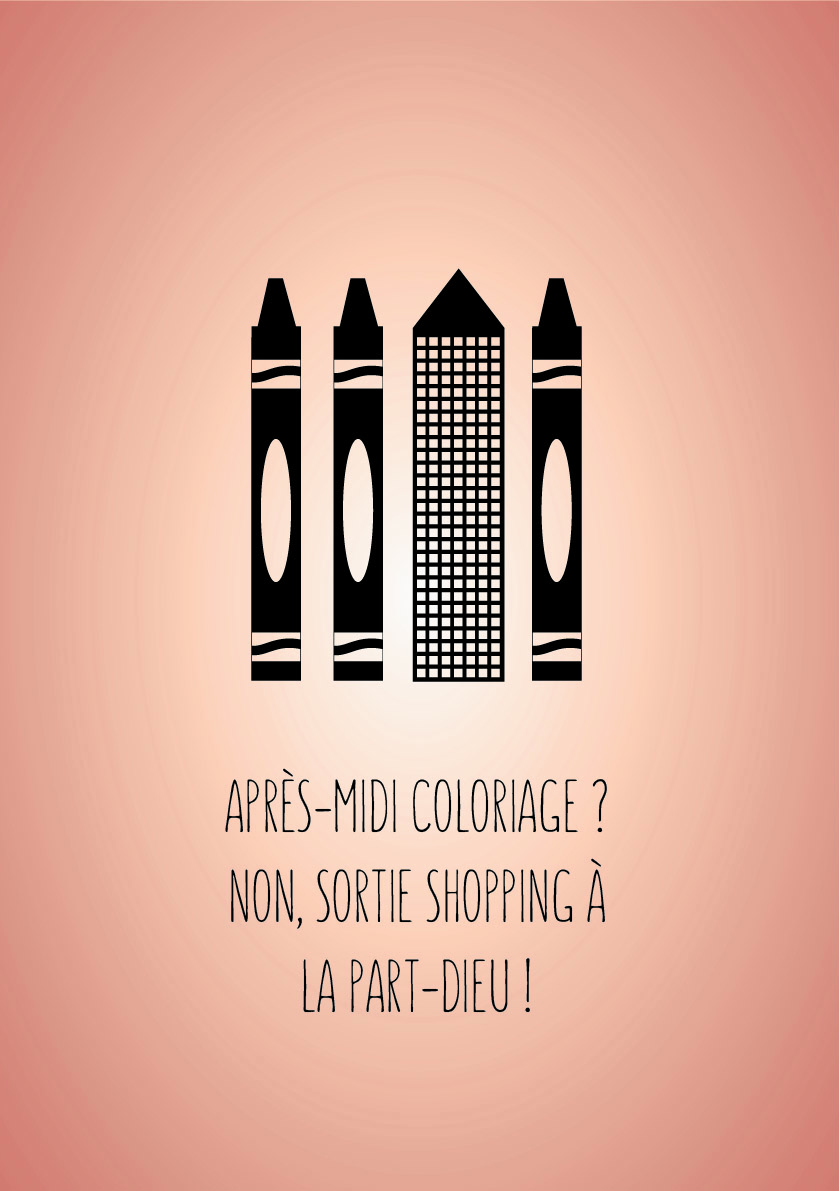 APRÈS-MIDI COLORIAGE ?
NON, SORTIE SHOPPING À
LA PART-DIEU !